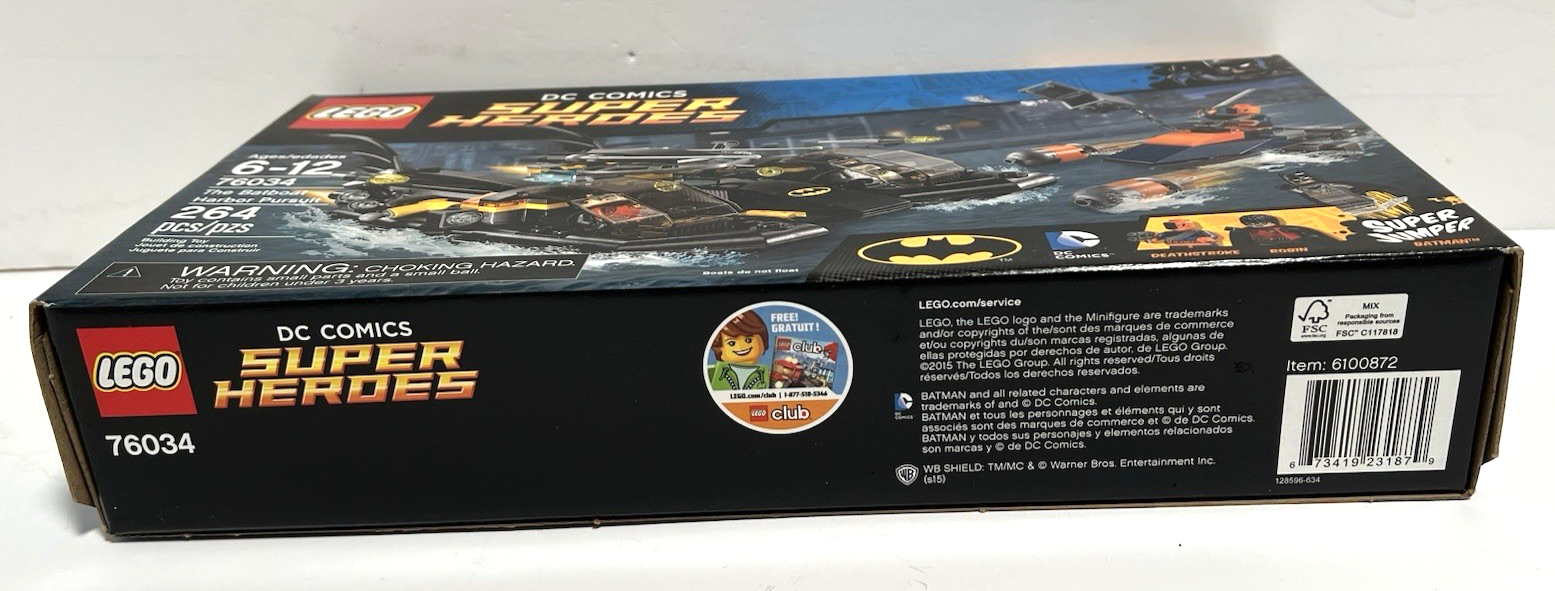 LEGO
DC COMICS
SUPER
HEROES
Ages/edades
6-12
76034
The Batboat
Harbor Pursuit
264
pcs/pzs
Building Toy
Jouet de construction
Juguete para Construir
WARNING: CHOKING HAZARD.
Toy contains small parts and a small ball.
Not for children under 3 years.
Boats do not float
TM
DC
COMICS™
DEATHSTROKE
ROBIN
SUPER
JUMPER
BATMAN™
LEGO
DC COMICS
SUPER
HEROES
76034
FREE!
GRATUIT!
LEGO club
LEGO.com/club | 1-877-518-5346
LEGO club
LEGO.com/service
LEGO, the LEGO logo and the Minifigure are trademarks
and/or copyrights of the/sont des marques de commerce
et/ou copyrights du/son marcas registradas, algunas de
ellas protegidas por derechos de autor, de LEGO Group.
©2015 The LEGO Group. All rights reserved/Tous droits
réservés/Todos los derechos reservados.
DC
COMICS
BATMAN and all related characters and elements are
trademarks of and © DC Comics.
BATMAN et tous les personnages et éléments qui y sont
associés sont des marques de commerce et © de DC Comics.
BATMAN y todos sus personajes y elementos relacionados
son marcas y © de DC Comics.
WB
WB SHIELD: TM/MC & © Warner Bros. Entertainment Inc.
(s15)
FSC
www.fsc.org
MIX
Packaging from
responsible sources
FSC™ C117818
Item: 6100872
6 73419 23187 9
128596-634